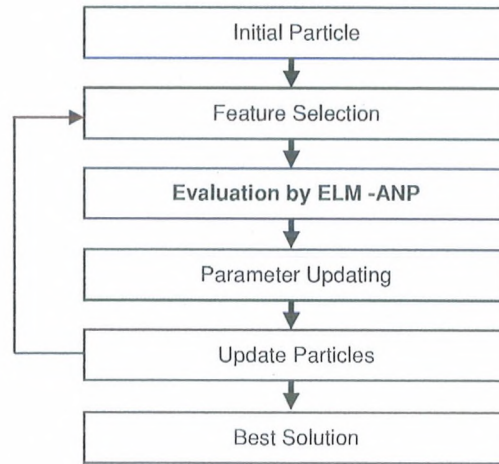 Initial Particle
Feature Selection
Evaluation by ELM -ANP
Parameter Updating
Update Particles
Best Solution